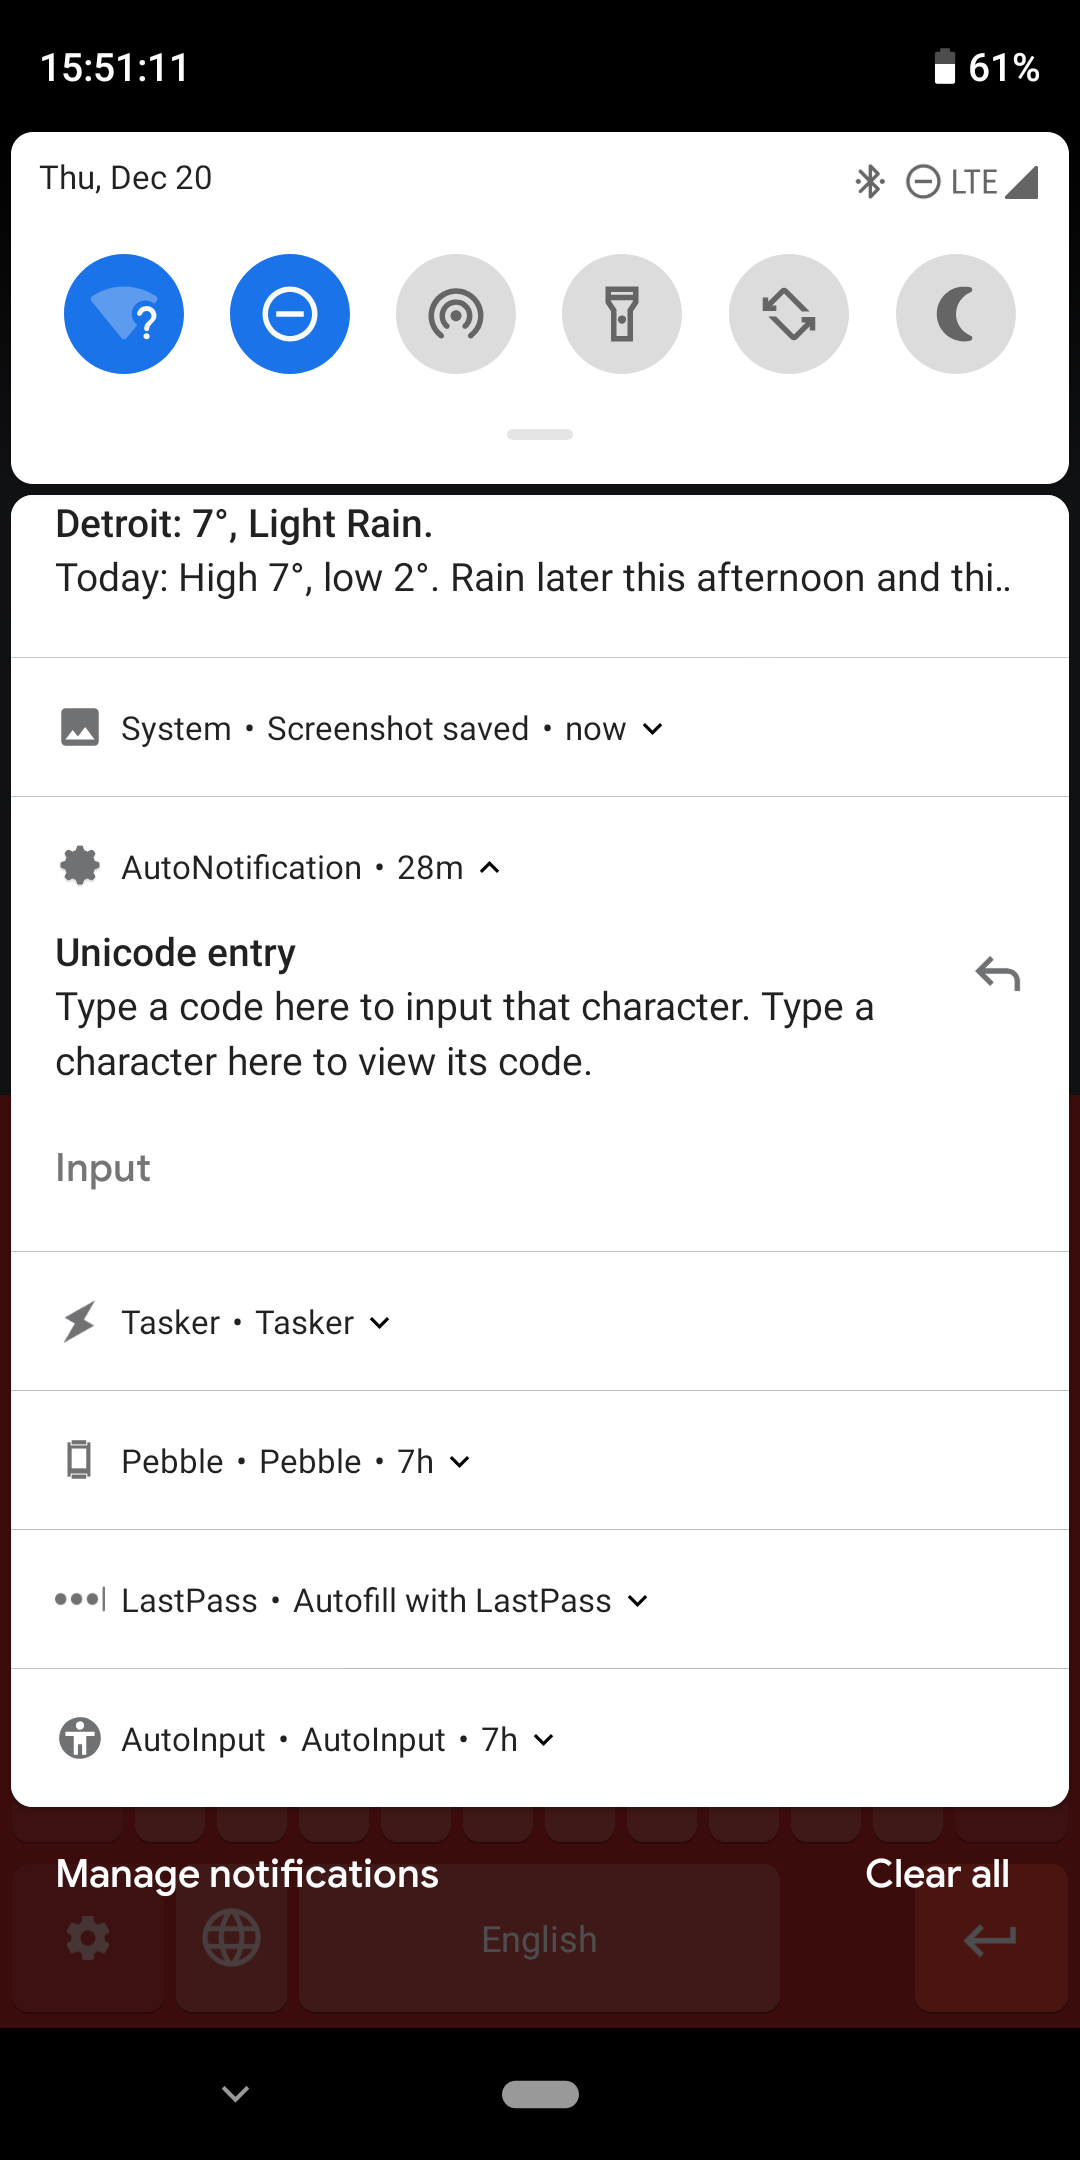 15:51:11 61%
Thu, Dec 20 LTE
Detroit: 7°, Light Rain.
Today: High 7°, low 2°. Rain later this afternoon and thi..
System • Screenshot saved • now
AutoNotification • 28m
Unicode entry
Type a code here to input that character. Type a
character here to view its code.
Input
Tasker • Tasker
Pebble • Pebble • 7h
LastPass • Autofill with LastPass
AutoInput • AutoInput • 7h
Manage notifications Clear all
English